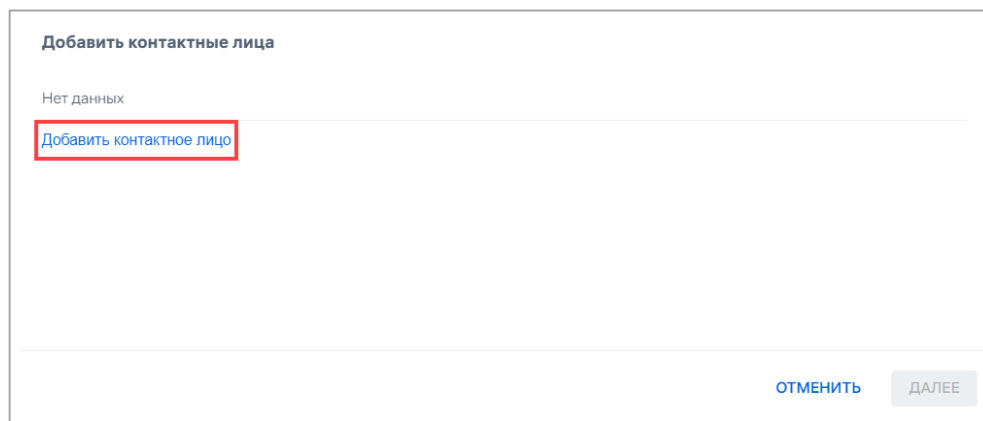 Добавить контактные лица
Нет данных
Добавить контактное лицо
ОТМЕНИТЬ ДАЛЕЕ